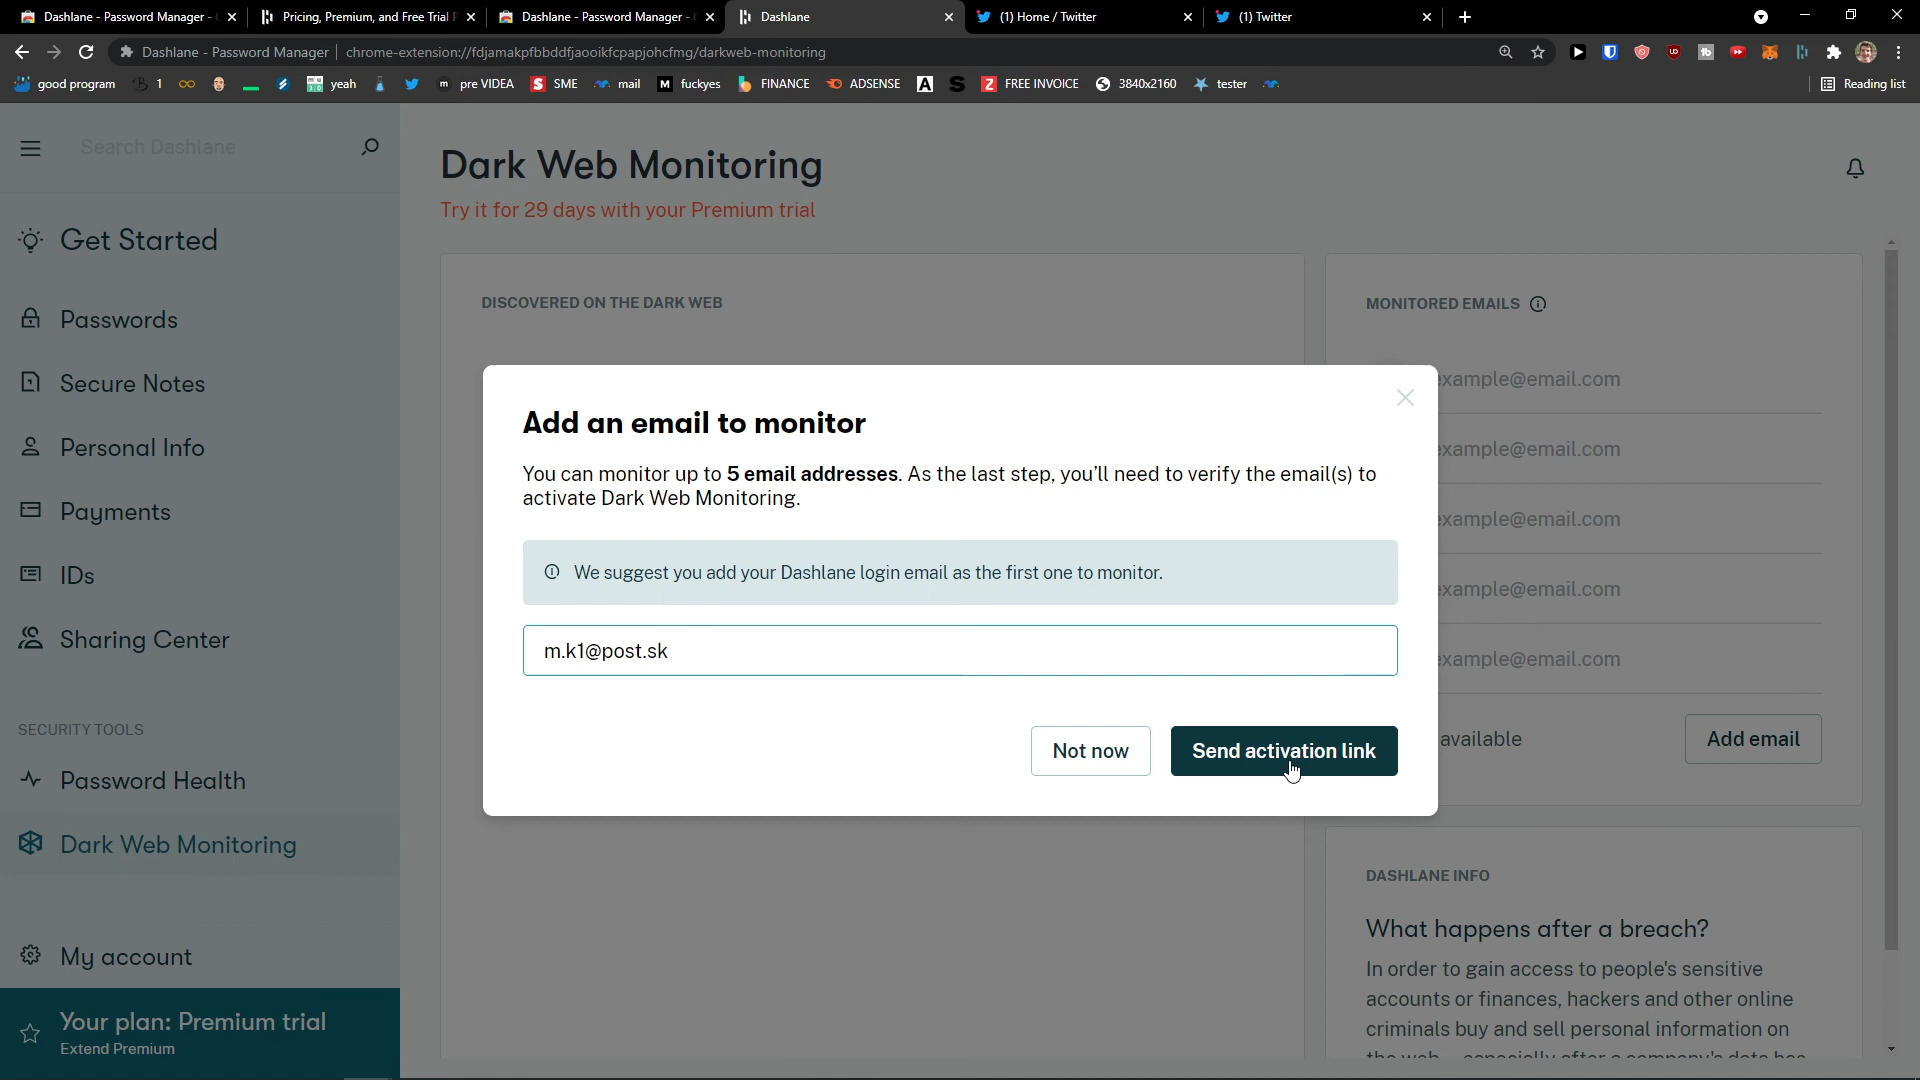 Dashlane - Password Manager -
Pricing, Premium, and Free Trial
Dashlane - Password Manager -
Dashlane
(1) Home / Twitter
(1) Twitter
Dashlane - Password Manager
chrome-extension://fdjamakpfbbddfjaooikfcpapjohcfmg/darkweb-monitoring
good program
1
yeah
pre VIDEA
SME
mail
fuckyes
FINANCE
ADSENSE
FREE INVOICE
3840x2160
tester
Reading list
Search Dashlane
Get Started
Passwords
Secure Notes
Personal Info
Payments
IDs
Sharing Center
SECURITY TOOLS
Password Health
Dark Web Monitoring
My account
Your plan: Premium trial
Extend Premium
Dark Web Monitoring
Try it for 29 days with your Premium trial
DISCOVERED ON THE DARK WEB
MONITORED EMAILS
xample@email.com
xample@email.com
xample@email.com
xample@email.com
xample@email.com
available
Add email
Add an email to monitor
You can monitor up to 5 email addresses. As the last step, you'll need to verify the email(s) to
activate Dark Web Monitoring.
We suggest you add your Dashlane login email as the first one to monitor.
m.k1@post.sk
Not now
Send activation link
DASHLANE INFO
What happens after a breach?
In order to gain access to people's sensitive
accounts or finances, hackers and other online
criminals buy and sell personal information on